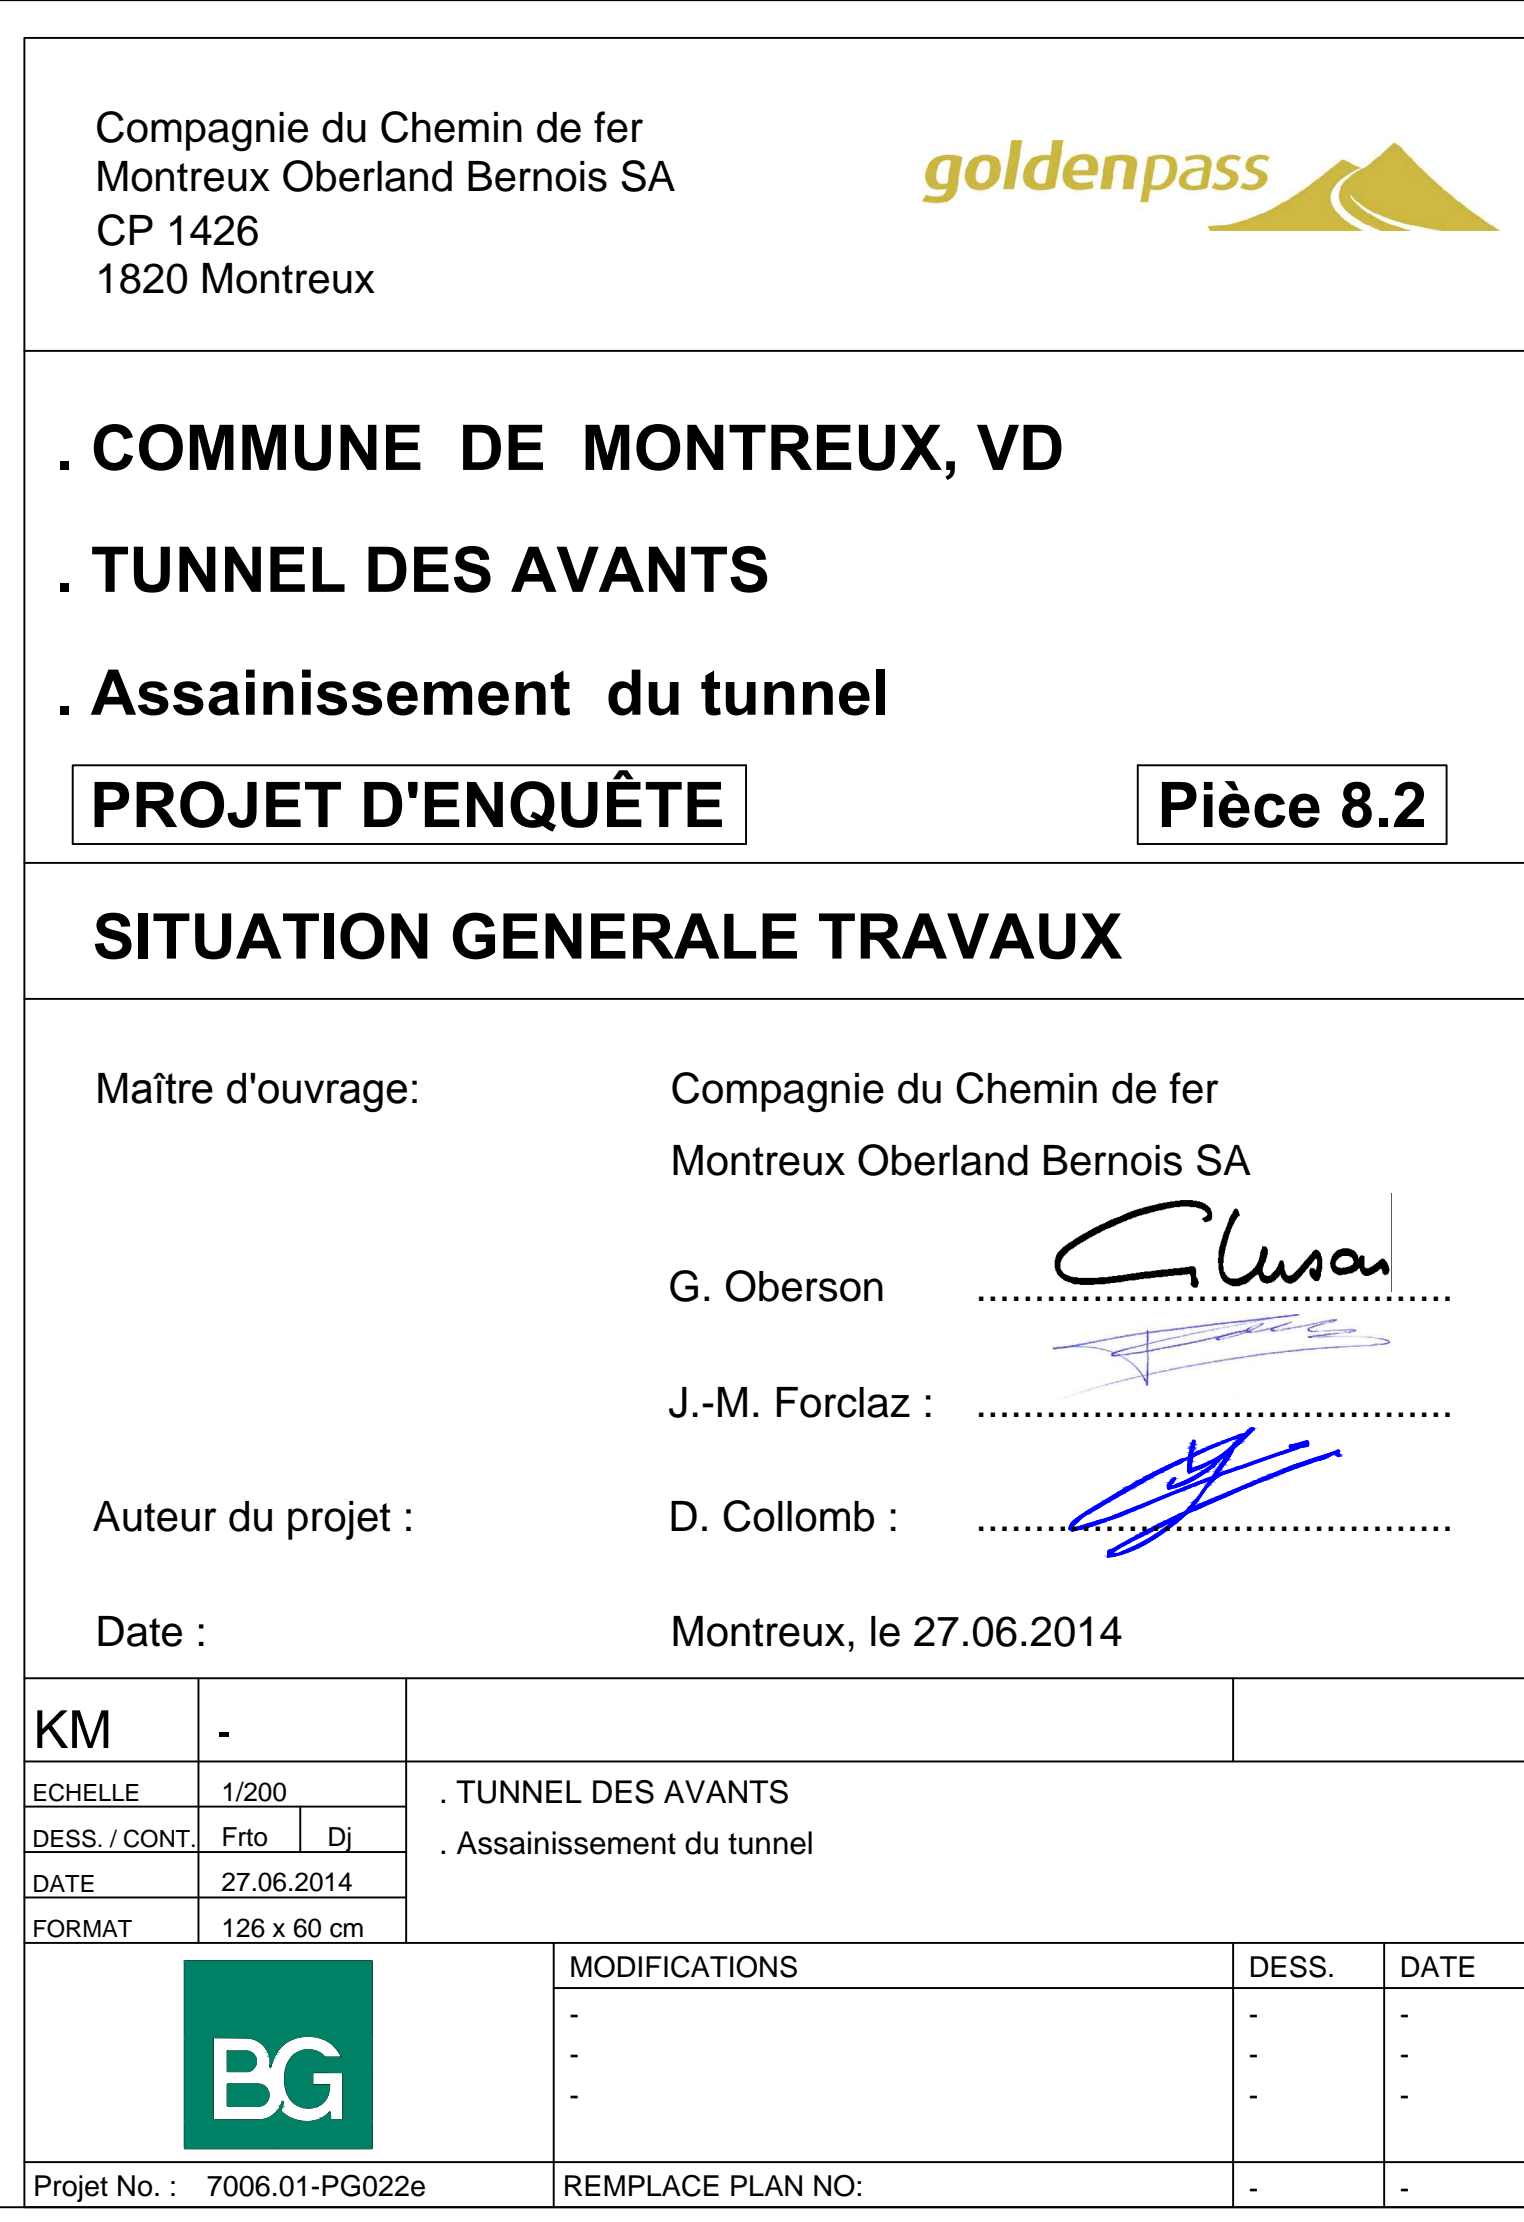 Compagnie du Chemin de fer
Montreux Oberland Bernois SA
CP 1426
1820 Montreux
goldenpass
. COMMUNE DE MONTREUX, VD
. TUNNEL DES AVANTS
. Assainissement du tunnel
PROJET D'ENQUÊTE Pièce 8.2
SITUATION GENERALE TRAVAUX
Maître d'ouvrage: Compagnie du Chemin de fer
Montreux Oberland Bernois SA
G. Oberson ........................................
J.-M. Forclaz : ........................................
Auteur du projet : D. Collomb : ........................................
Date : Montreux, le 27.06.2014
KM -
ECHELLE 1/200 . TUNNEL DES AVANTS
DESS. / CONT. Frto Dj . Assainissement du tunnel
DATE 27.06.2014
FORMAT 126 x 60 cm
BG
MODIFICATIONS DESS. DATE
- - -
- - -
- - -
Projet No. : 7006.01-PG022e REMPLACE PLAN NO: - -